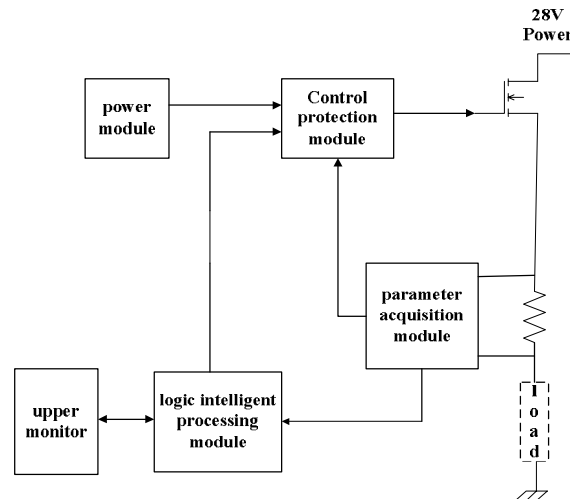 28V
Power
power
module
Control
protection
module
parameter
acquisition
module
upper
monitor
logic intelligent
processing
module
l
o
a
d